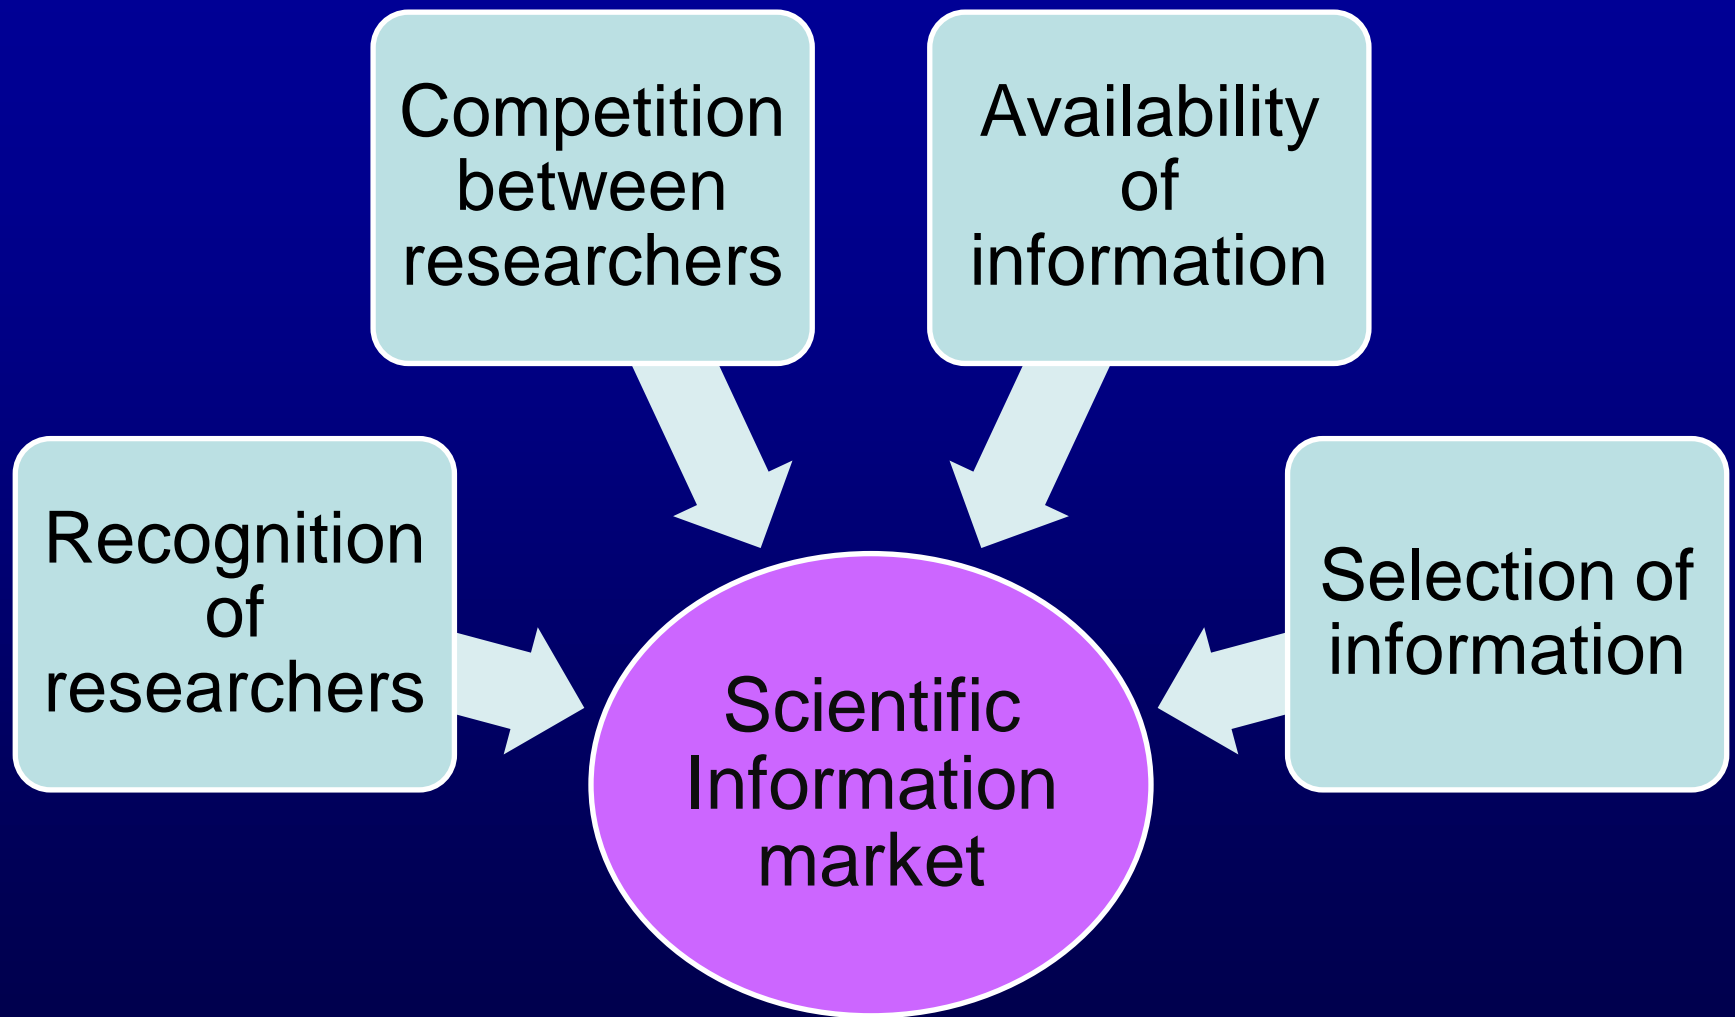 Competition
between
researchers
Availability
of
information
Recognition
of
researchers
Selection of
information
Scientific
Information
market